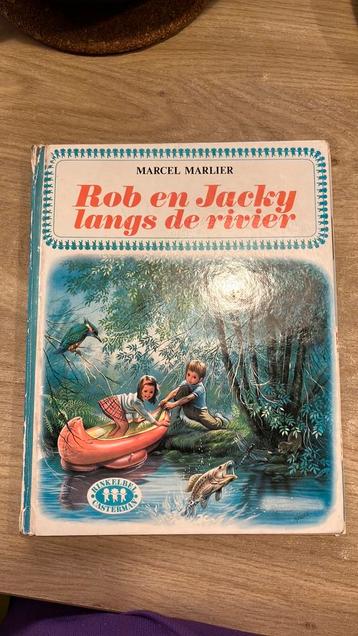 MARCEL MARLIER
Rob en Jacky
langs de rivier
RINKELBEL
CASTERMAN